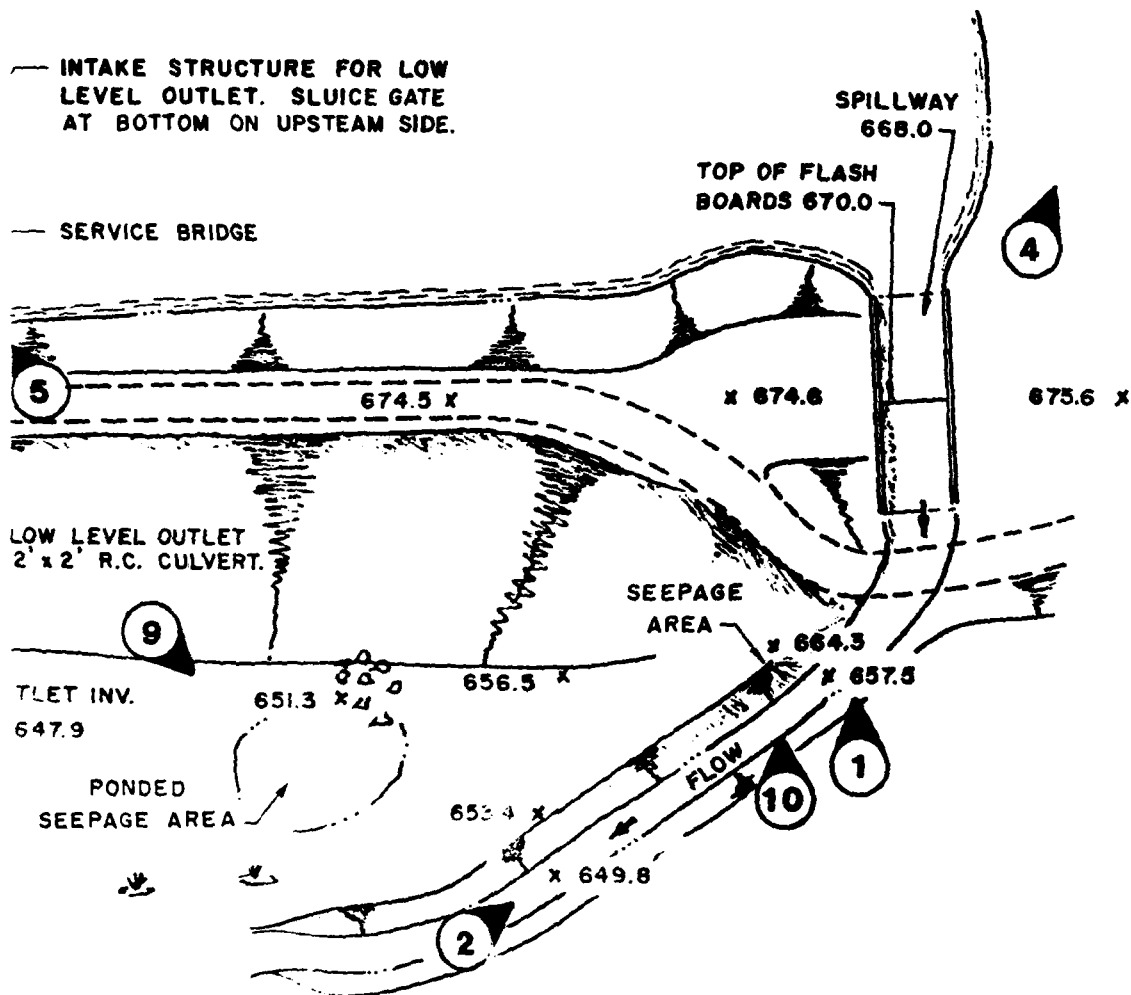 INTAKE STRUCTURE FOR LOW
LEVEL OUTLET. SLUICE GATE
AT BOTTOM ON UPSTEAM SIDE.
SPILLWAY
668.0
TOP OF FLASH
BOARDS 670.0
SERVICE BRIDGE
4
5
674.5 x
x 674.6
675.6 x
LOW LEVEL OUTLET
2' x 2' R.C. CULVERT.
SEEPAGE
AREA
9
x 664.3
656.5 x
x 657.5
651.3 x
TLET INV.
647.9
FLOW
1
10
PONDED
SEEPAGE AREA
653.4 x
x 649.8
2